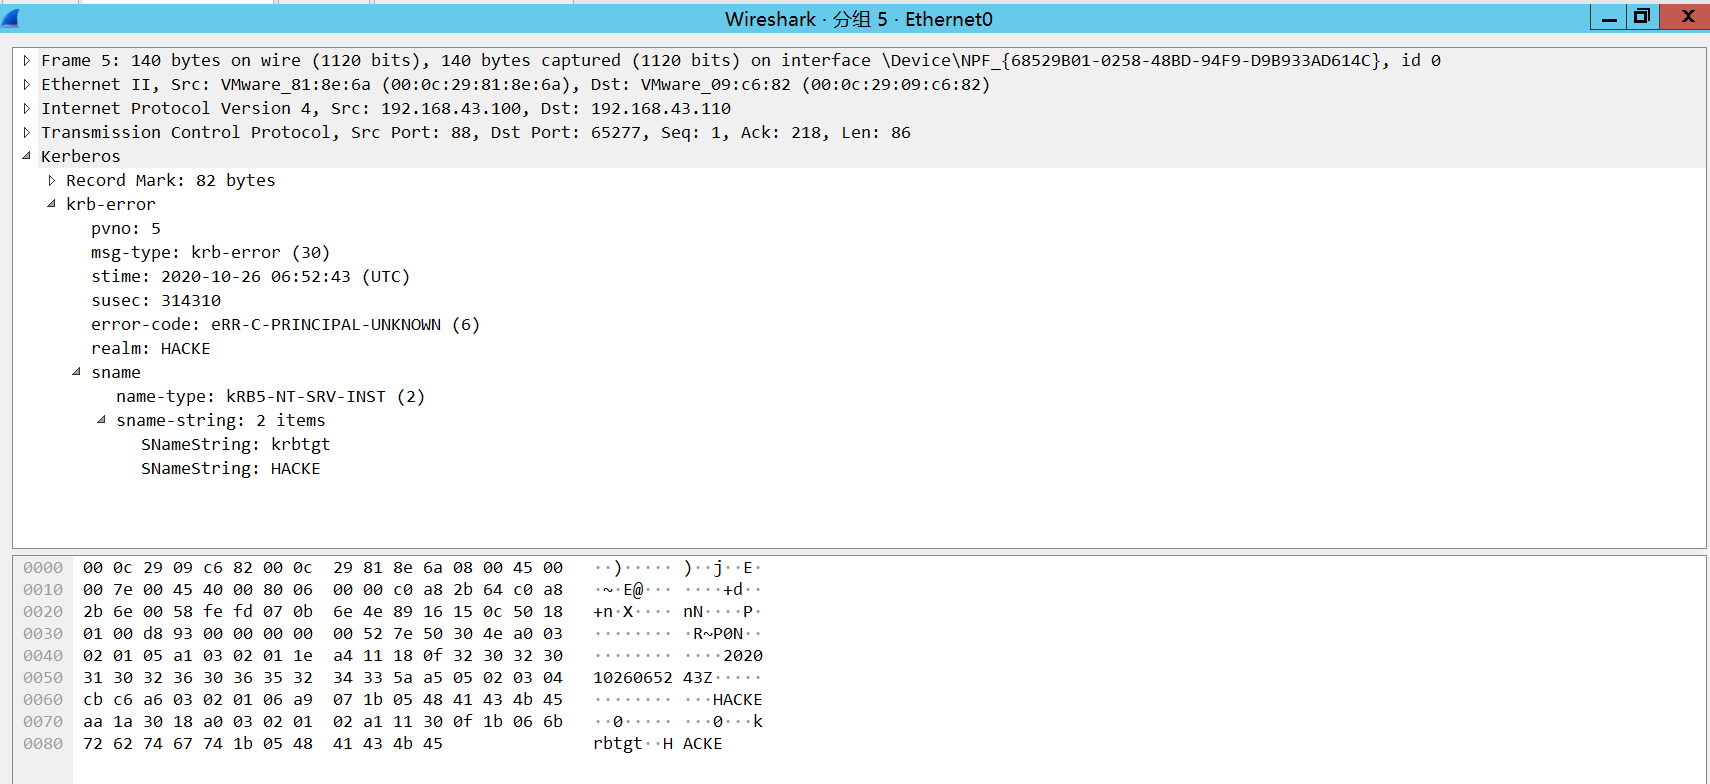 Wireshark · 分组 5 · Ethernet0
Frame 5: 140 bytes on wire (1120 bits), 140 bytes captured (1120 bits) on interface \Device\NPF_{68529B01-0258-48BD-94F9-D9B933AD614C}, id 0
Ethernet II, Src: VMware_81:8e:6a (00:0c:29:81:8e:6a), Dst: VMware_09:c6:82 (00:0c:29:09:c6:82)
Internet Protocol Version 4, Src: 192.168.43.100, Dst: 192.168.43.110
Transmission Control Protocol, Src Port: 88, Dst Port: 65277, Seq: 1, Ack: 218, Len: 86
Kerberos
Record Mark: 82 bytes
krb-error
pvno: 5
msg-type: krb-error (30)
stime: 2020-10-26 06:52:43 (UTC)
susec: 314310
error-code: eRR-C-PRINCIPAL-UNKNOWN (6)
realm: HACKE
sname
name-type: kRB5-NT-SRV-INST (2)
sname-string: 2 items
SNameString: krbtgt
SNameString: HACKE
0000 00 0c 29 09 c6 82 00 0c 29 81 8e 6a 08 00 45 00 ··)····· )··j··E·
0010 00 7e 00 45 40 00 80 06 00 00 c0 a8 2b 64 c0 a8 ·~·E@··· ····+d··
0020 2b 6e 00 58 fe fd 07 0b 6e 4e 89 16 15 0c 50 18 +n·X···· nN····P·
0030 01 00 d8 93 00 00 00 00 00 52 7e 50 30 4e a0 03 ········ ·R~P0N··
0040 02 01 05 a1 03 02 01 1e a4 11 18 0f 32 30 32 30 ········ ····2020
0050 31 30 32 36 30 36 35 32 34 33 5a a5 05 02 03 04 10260652 43Z·····
0060 cb c6 a6 03 02 01 06 a9 07 1b 05 48 41 43 4b 45 ········ ···HACKE
0070 aa 1a 30 18 a0 03 02 01 02 a1 11 30 0f 1b 06 6b ··0····· ···0···k
0080 72 62 74 67 74 1b 05 48 41 43 4b 45 rbtgt··H ACKE